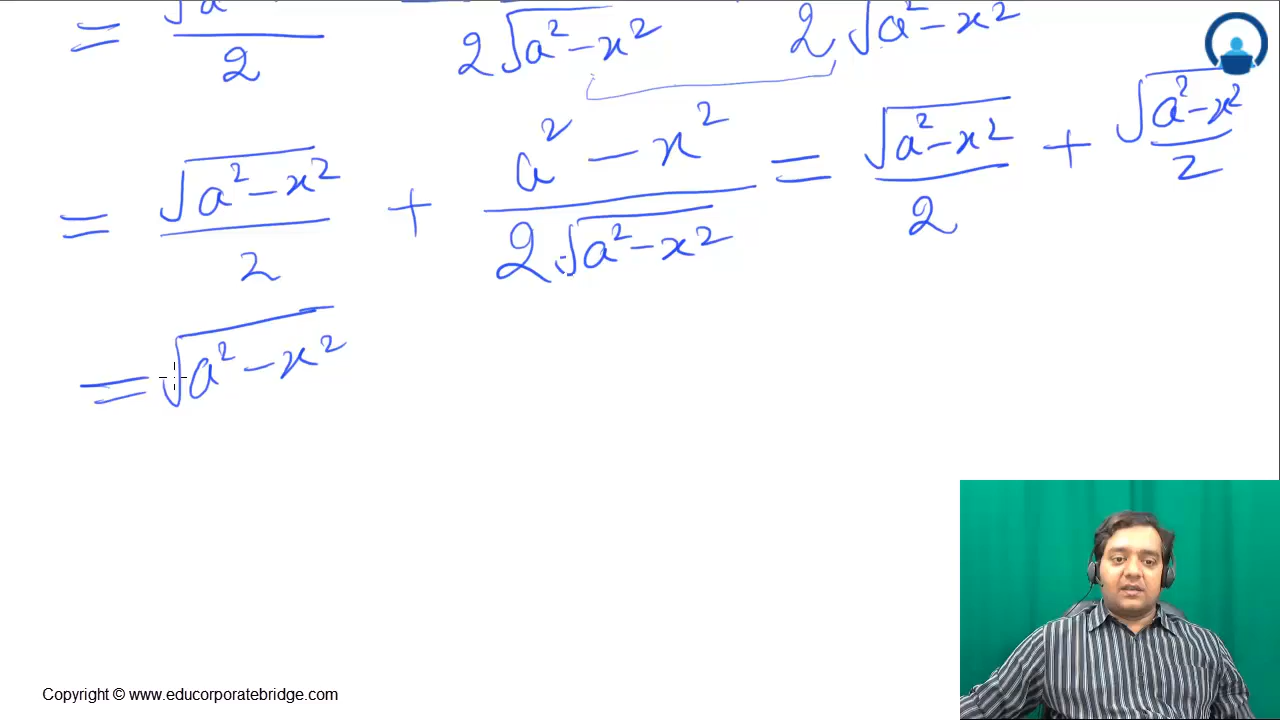 = √a 2 2√a² - x² 2√a² - x²
= √a² - x² / 2 + a² - x² / 2√a² - x² = √a² - x² / 2 + √a² - x² / 2
= √a² - x²
Copyright © www.educorporatebridge.com